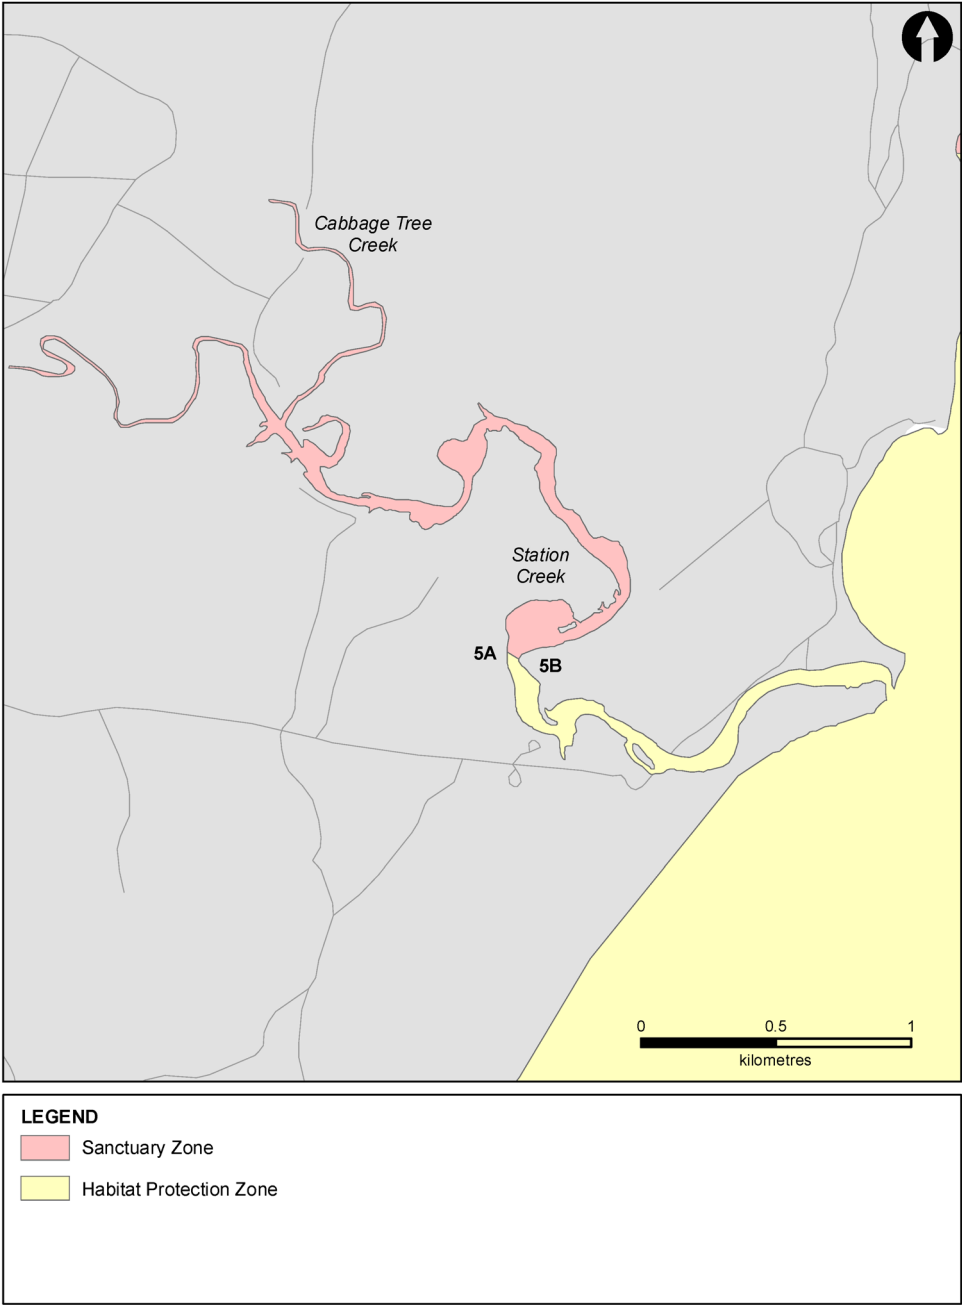 Cabbage Tree
Creek
Station
Creek
5A
5B
0 0.5 1
kilometres
LEGEND
Sanctuary Zone
Habitat Protection Zone